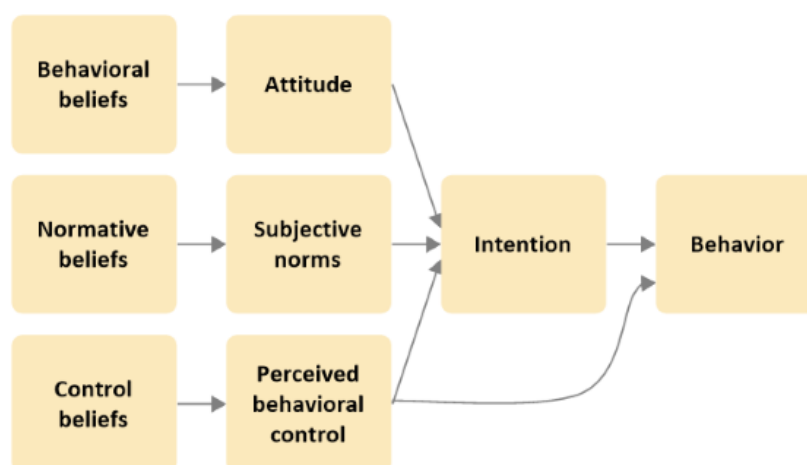 Behavioral
beliefs
Attitude
Normative
beliefs
Subjective
norms
Intention
Behavior
Control
beliefs
Perceived
behavioral
control